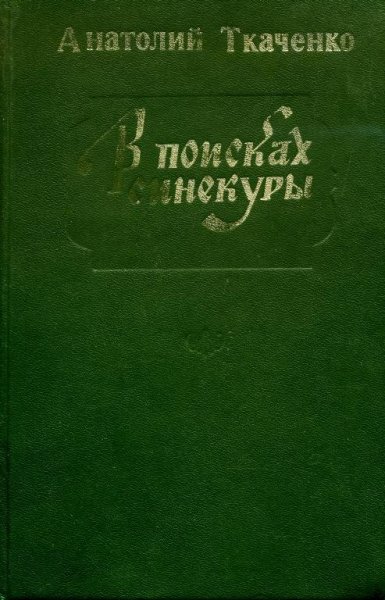 Анатолий Ткаченко
В поисках
синекуры